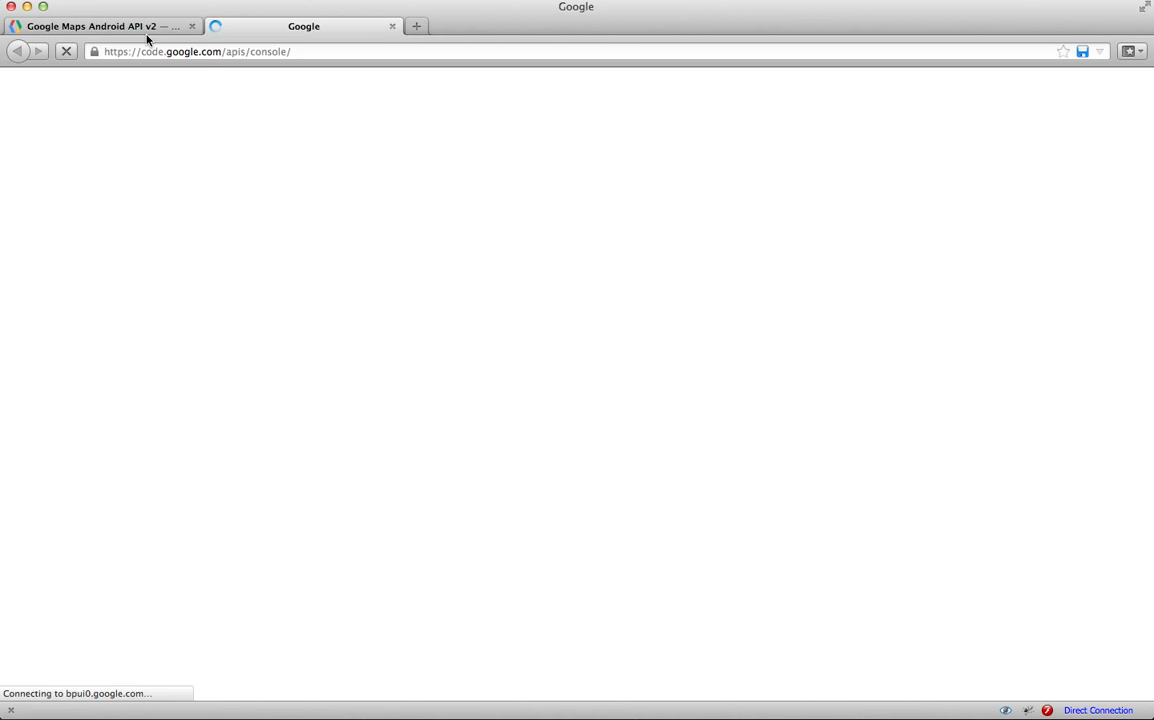 Google
Google Maps Android API v2 — ...
Google
https://code.google.com/apis/console/
Connecting to bpui0.google.com...
Direct Connection